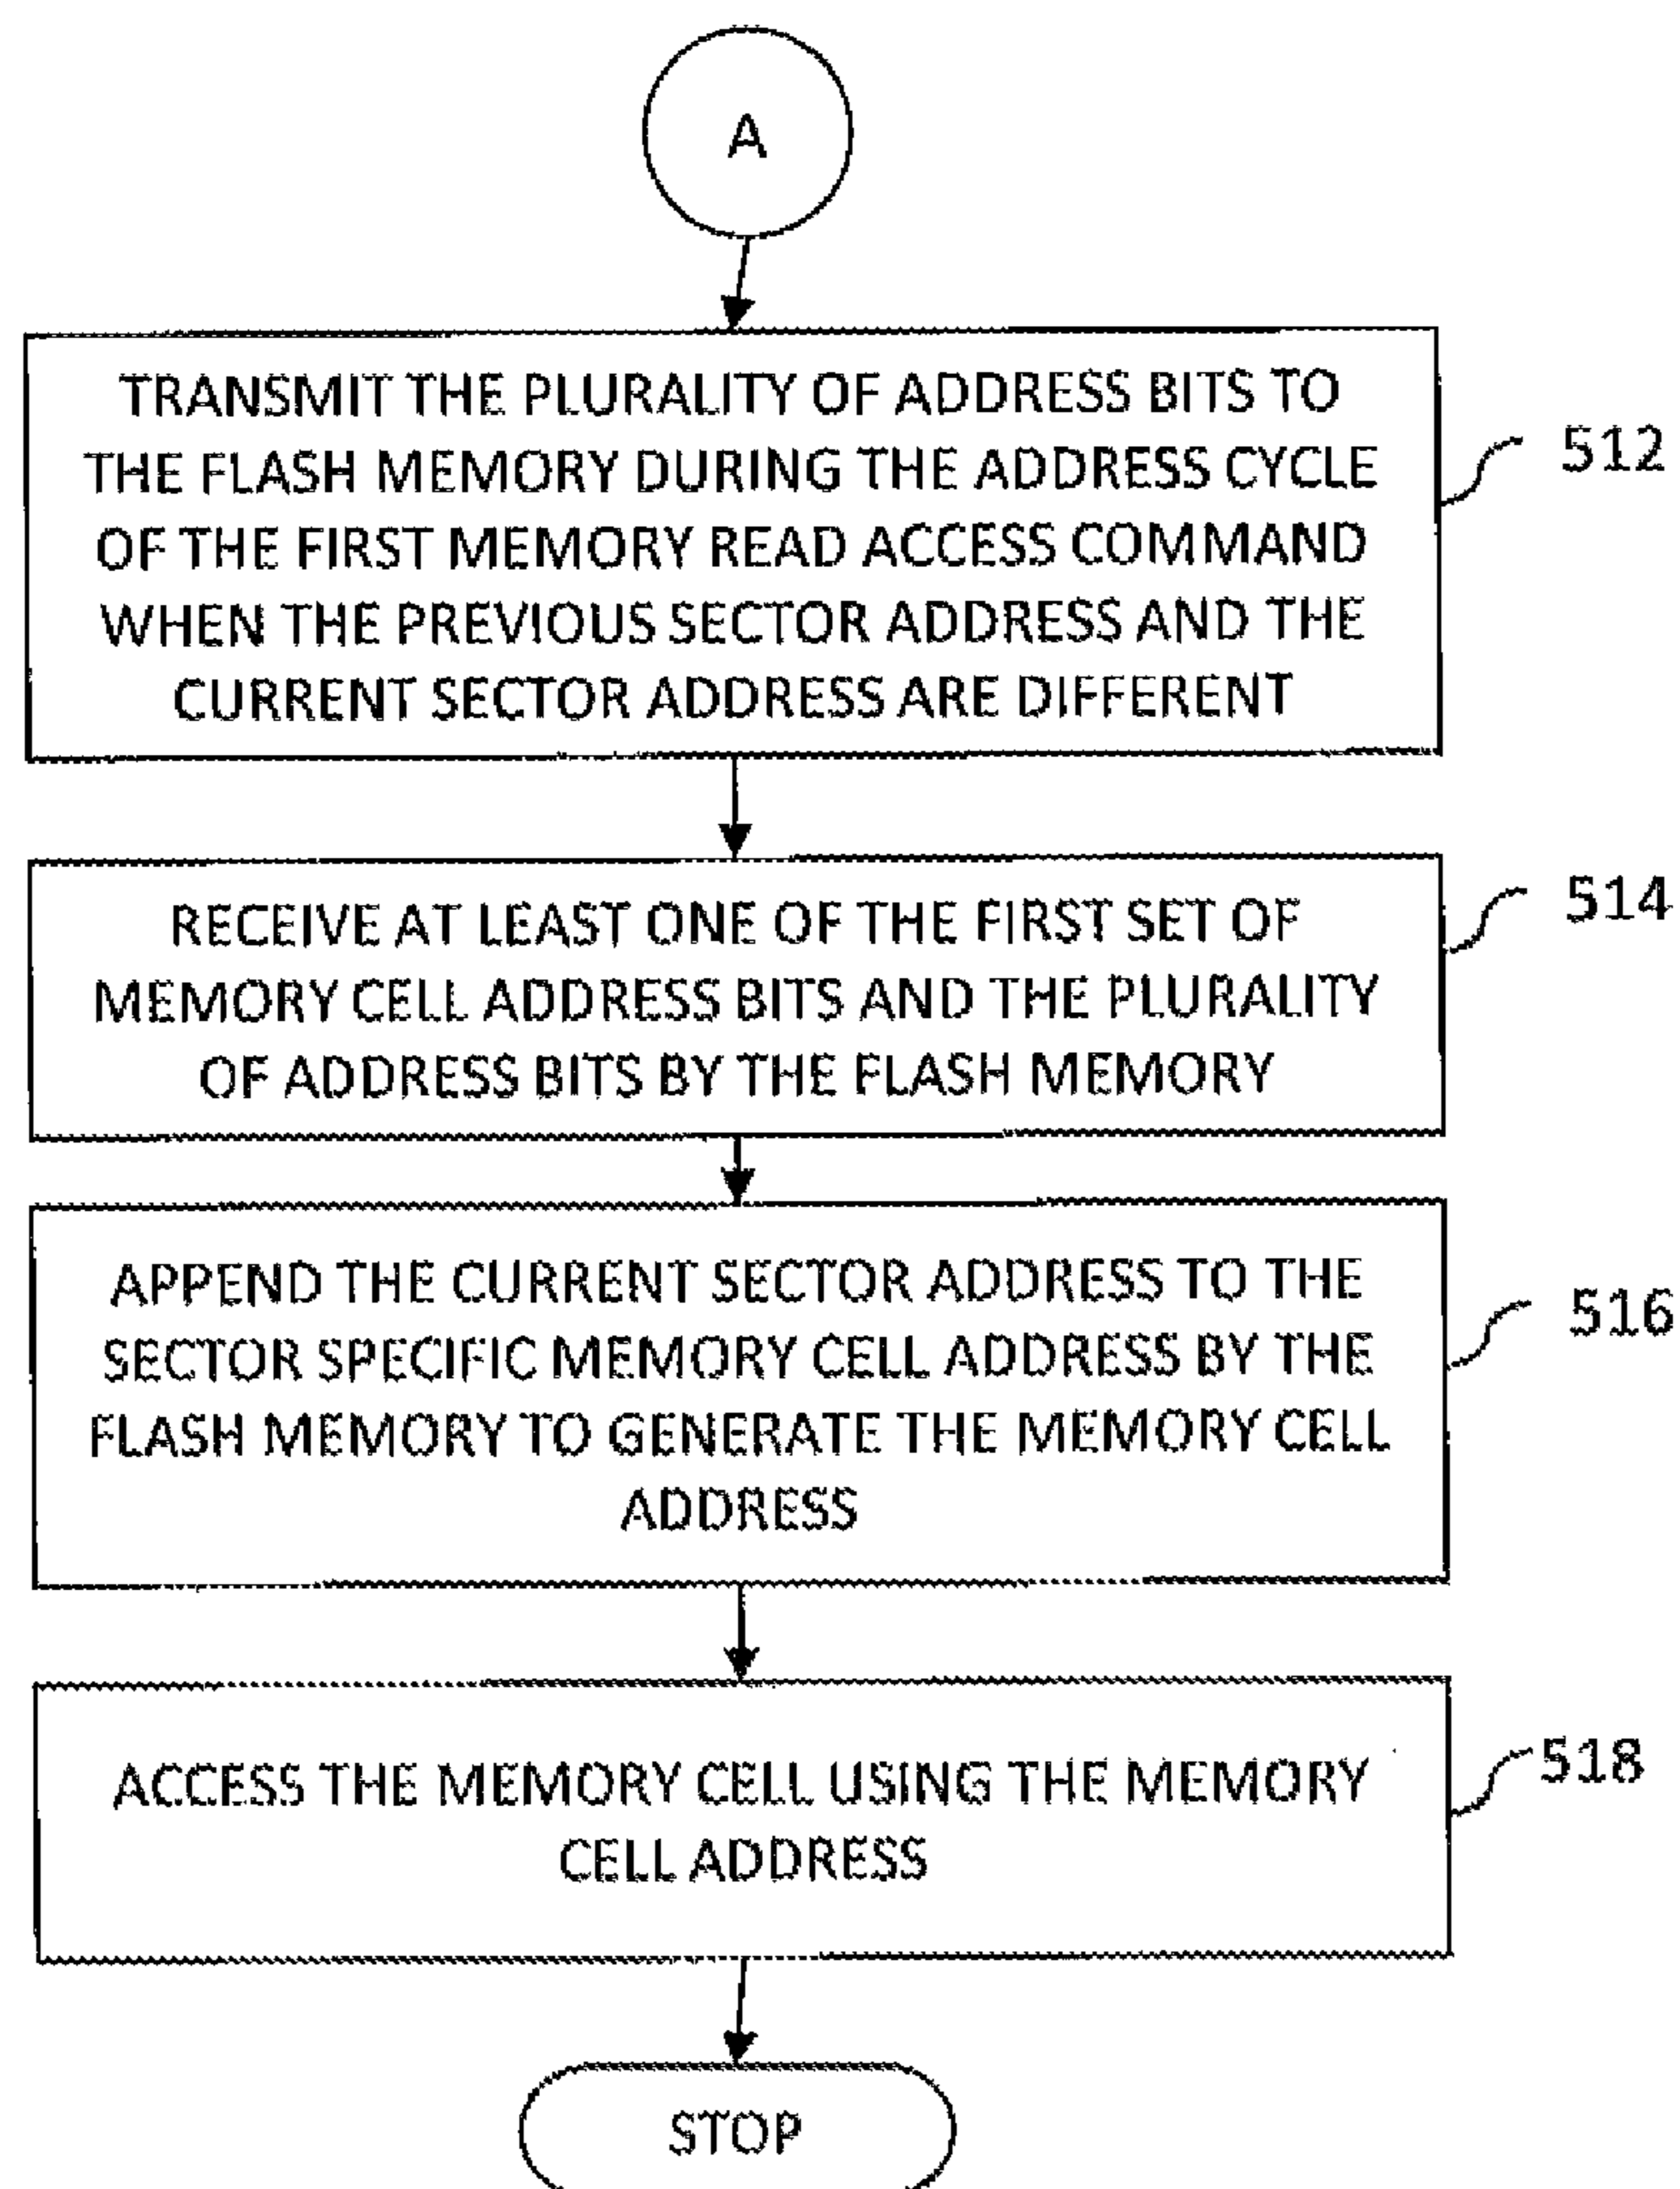 A
TRANSMIT THE PLURALITY OF ADDRESS BITS TO
THE FLASH MEMORY DURING THE ADDRESS CYCLE
OF THE FIRST MEMORY READ ACCESS COMMAND
WHEN THE PREVIOUS SECTOR ADDRESS AND THE
CURRENT SECTOR ADDRESS ARE DIFFERENT
512
RECEIVE AT LEAST ONE OF THE FIRST SET OF
MEMORY CELL ADDRESS BITS AND THE PLURALITY
OF ADDRESS BITS BY THE FLASH MEMORY
514
APPEND THE CURRENT SECTOR ADDRESS TO THE
SECTOR SPECIFIC MEMORY CELL ADDRESS BY THE
FLASH MEMORY TO GENERATE THE MEMORY CELL
ADDRESS
516
ACCESS THE MEMORY CELL USING THE MEMORY
CELL ADDRESS
518
STOP